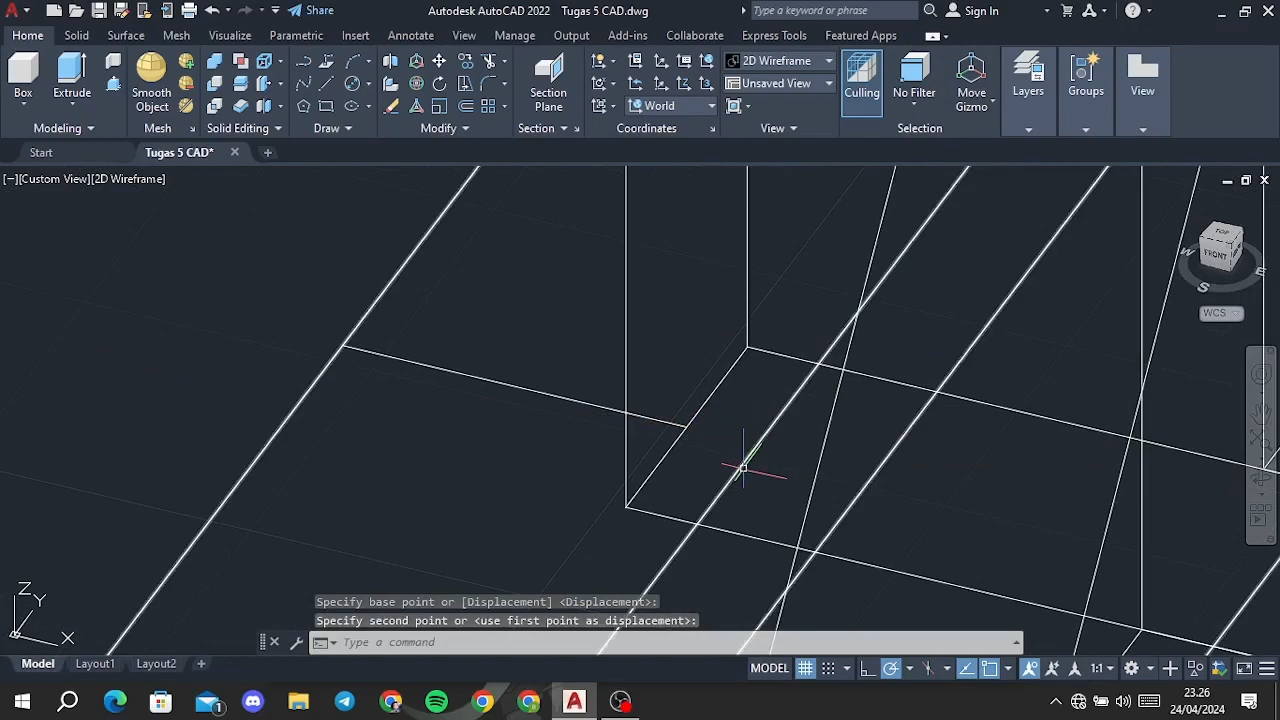 Share
Autodesk AutoCAD 2022 Tugas 5 CAD.dwg
Type a keyword or phrase
Sign In
Home Solid Surface Mesh Visualize Parametric Insert Annotate View Manage Output Add-ins Collaborate Express Tools Featured Apps
2D Wireframe
Unsaved View
World
Box Extrude Smooth Object Section Plane Culling No Filter Move Gizmo Layers Groups View
Modeling Mesh Solid Editing Draw Modify Section Coordinates View Selection
Start Tugas 5 CAD*
[−][Custom View][2D Wireframe]
TOP
FRONT
W
E
S
WCS
Z
Y
X
Specify base point or [Displacement] <Displacement>:
Specify second point or <use first point as displacement>:
Type a command
Model Layout1 Layout2
MODEL
1:1
1
23.26
24/04/2024